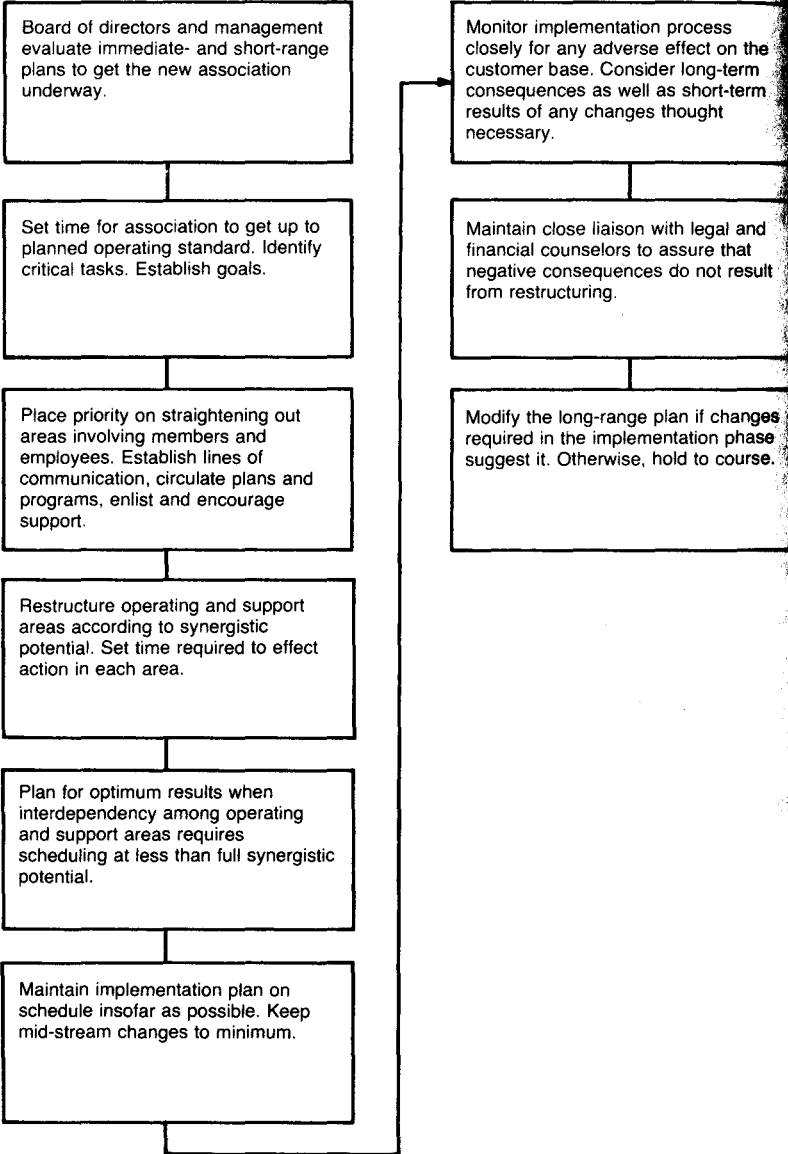 Board of directors and management
evaluate immediate- and short-range
plans to get the new association
underway.
Set time for association to get up to
planned operating standard. Identify
critical tasks. Establish goals.
Place priority on straightening out
areas involving members and
employees. Establish lines of
communication, circulate plans and
programs, enlist and encourage
support.
Restructure operating and support
areas according to synergistic
potential. Set time required to effect
action in each area.
Plan for optimum results when
interdependency among operating
and support areas requires
scheduling at less than full synergistic
potential.
Maintain implementation plan on
schedule insofar as possible. Keep
mid-stream changes to minimum.
Monitor implementation process
closely for any adverse effect on the
customer base. Consider long-term
consequences as well as short-term
results of any changes thought
necessary.
Maintain close liaison with legal and
financial counselors to assure that
negative consequences do not result
from restructuring.
Modify the long-range plan if changes
required in the implementation phase
suggest it. Otherwise, hold to course.